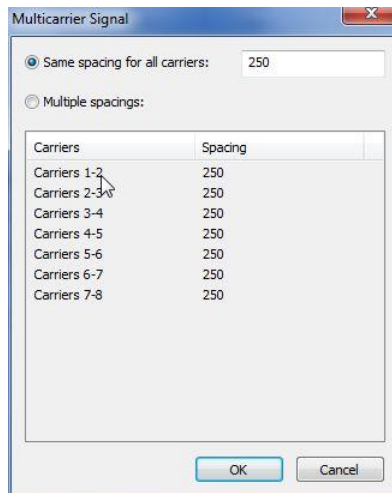 Multicarrier Signal
Same spacing for all carriers: 250
Multiple spacings:
Carriers Spacing
Carriers 1-2 250
Carriers 2-3 250
Carriers 3-4 250
Carriers 4-5 250
Carriers 5-6 250
Carriers 6-7 250
Carriers 7-8 250
OK Cancel